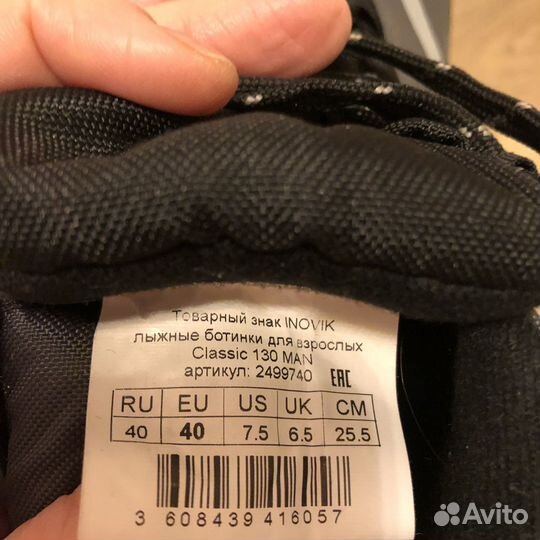 Товарный знак INOVIK
лыжные ботинки для взрослых
Classic 130 MAN
артикул: 2499740 EAC
RU EU US UK CM
40 40 7.5 6.5 25.5
3 608439 416057
Avito